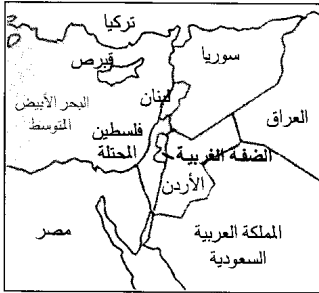 تركيا
قبرص
سوريا
لبنان
البحر الأبيض
المتوسط
العراق
فلسطين
المحتلة
الضفة الغربية
الأردن
مصر
المملكة العربية
السعودية